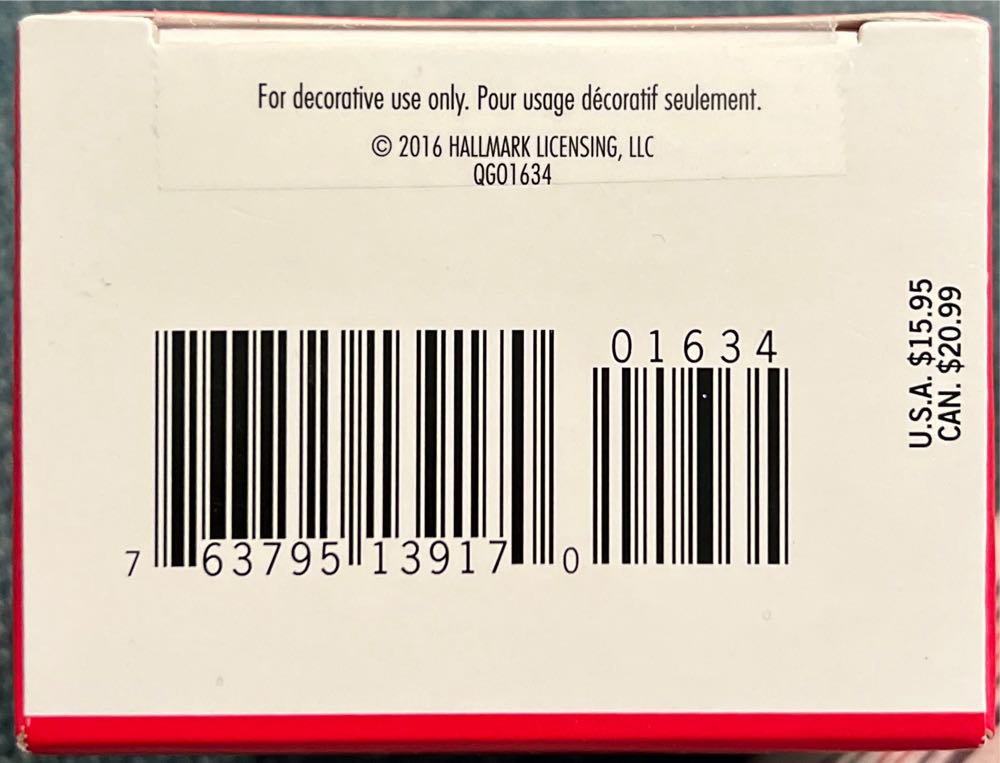 For decorative use only. Pour usage décoratif seulement.
© 2016 HALLMARK LICENSING, LLC
QGO1634
01634
7 63795 13917 0
U.S.A. $15.95
CAN. $20.99